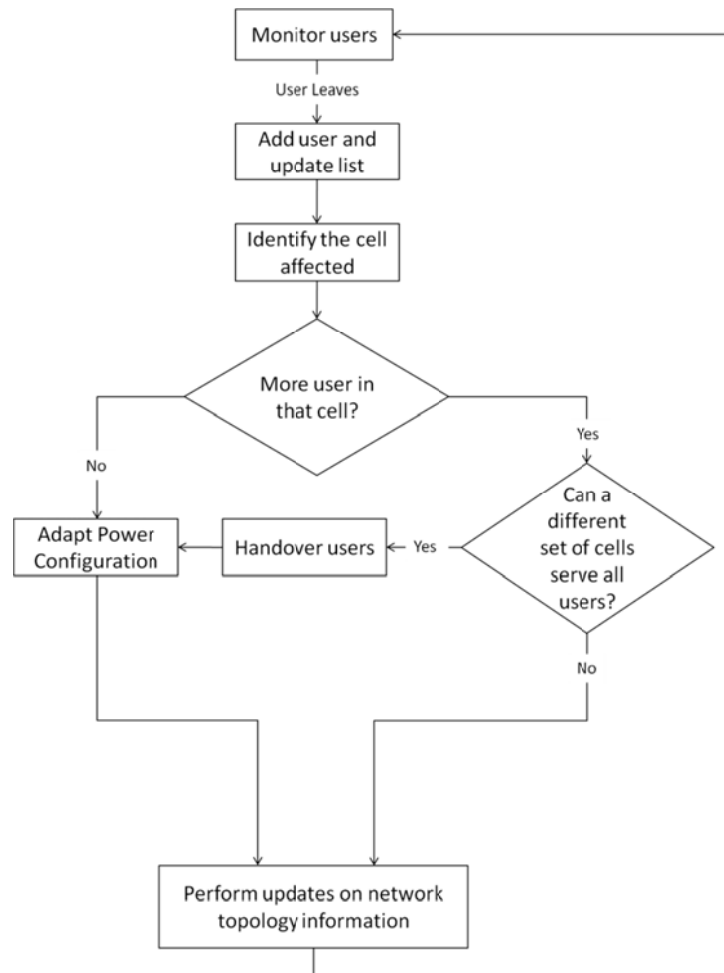 Monitor users
User Leaves
Add user and
update list
Identify the cell
affected
More user in
that cell?
No
Yes
Adapt Power
Configuration
Handover users
Yes
Can a
different
set of cells
serve all
users?
No
Perform updates on network
topology information